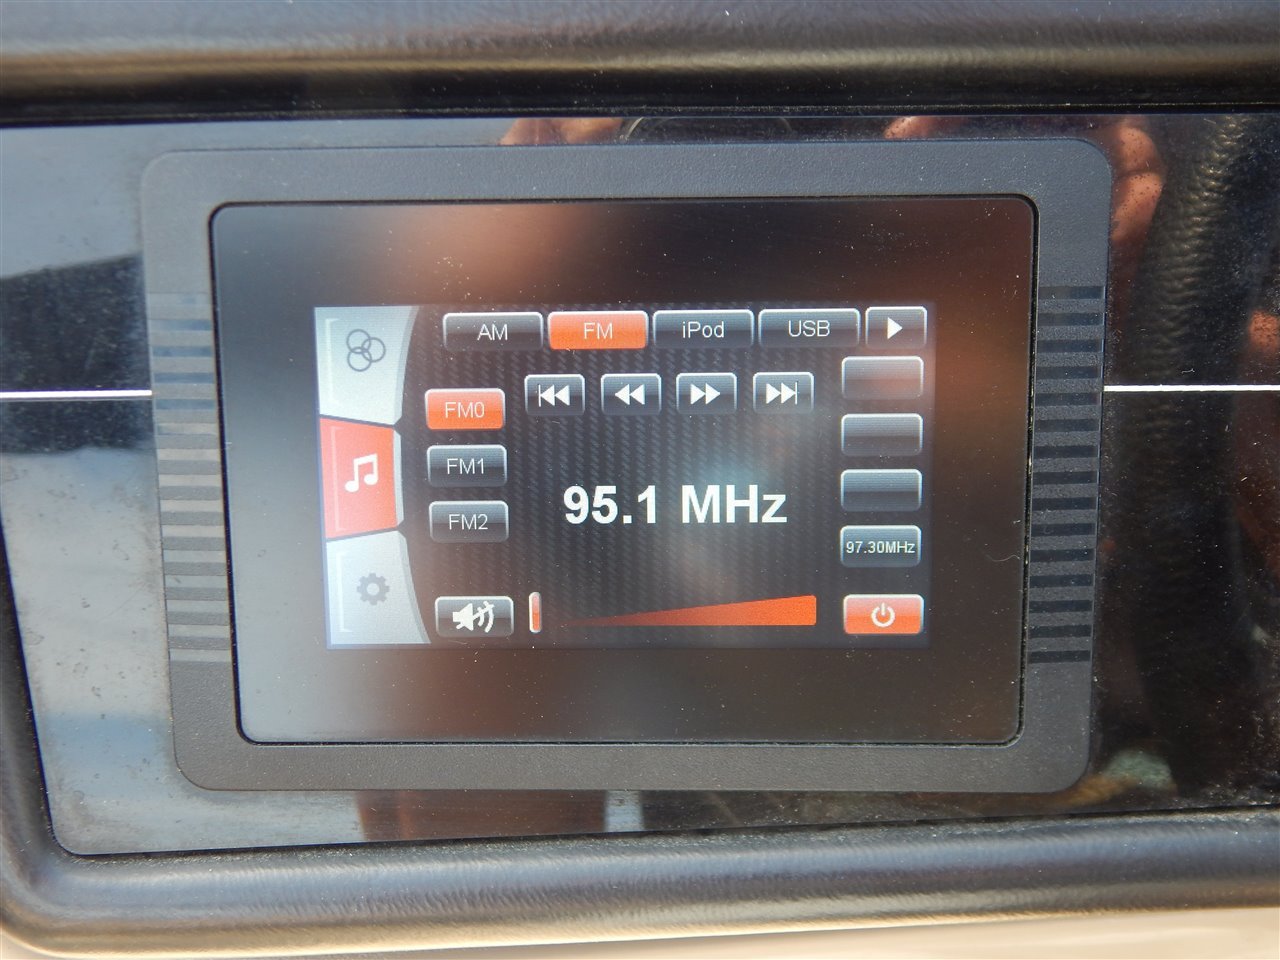 AM FM iPod USB
FM0
FM1
95.1 MHz
FM2
97.30MHz